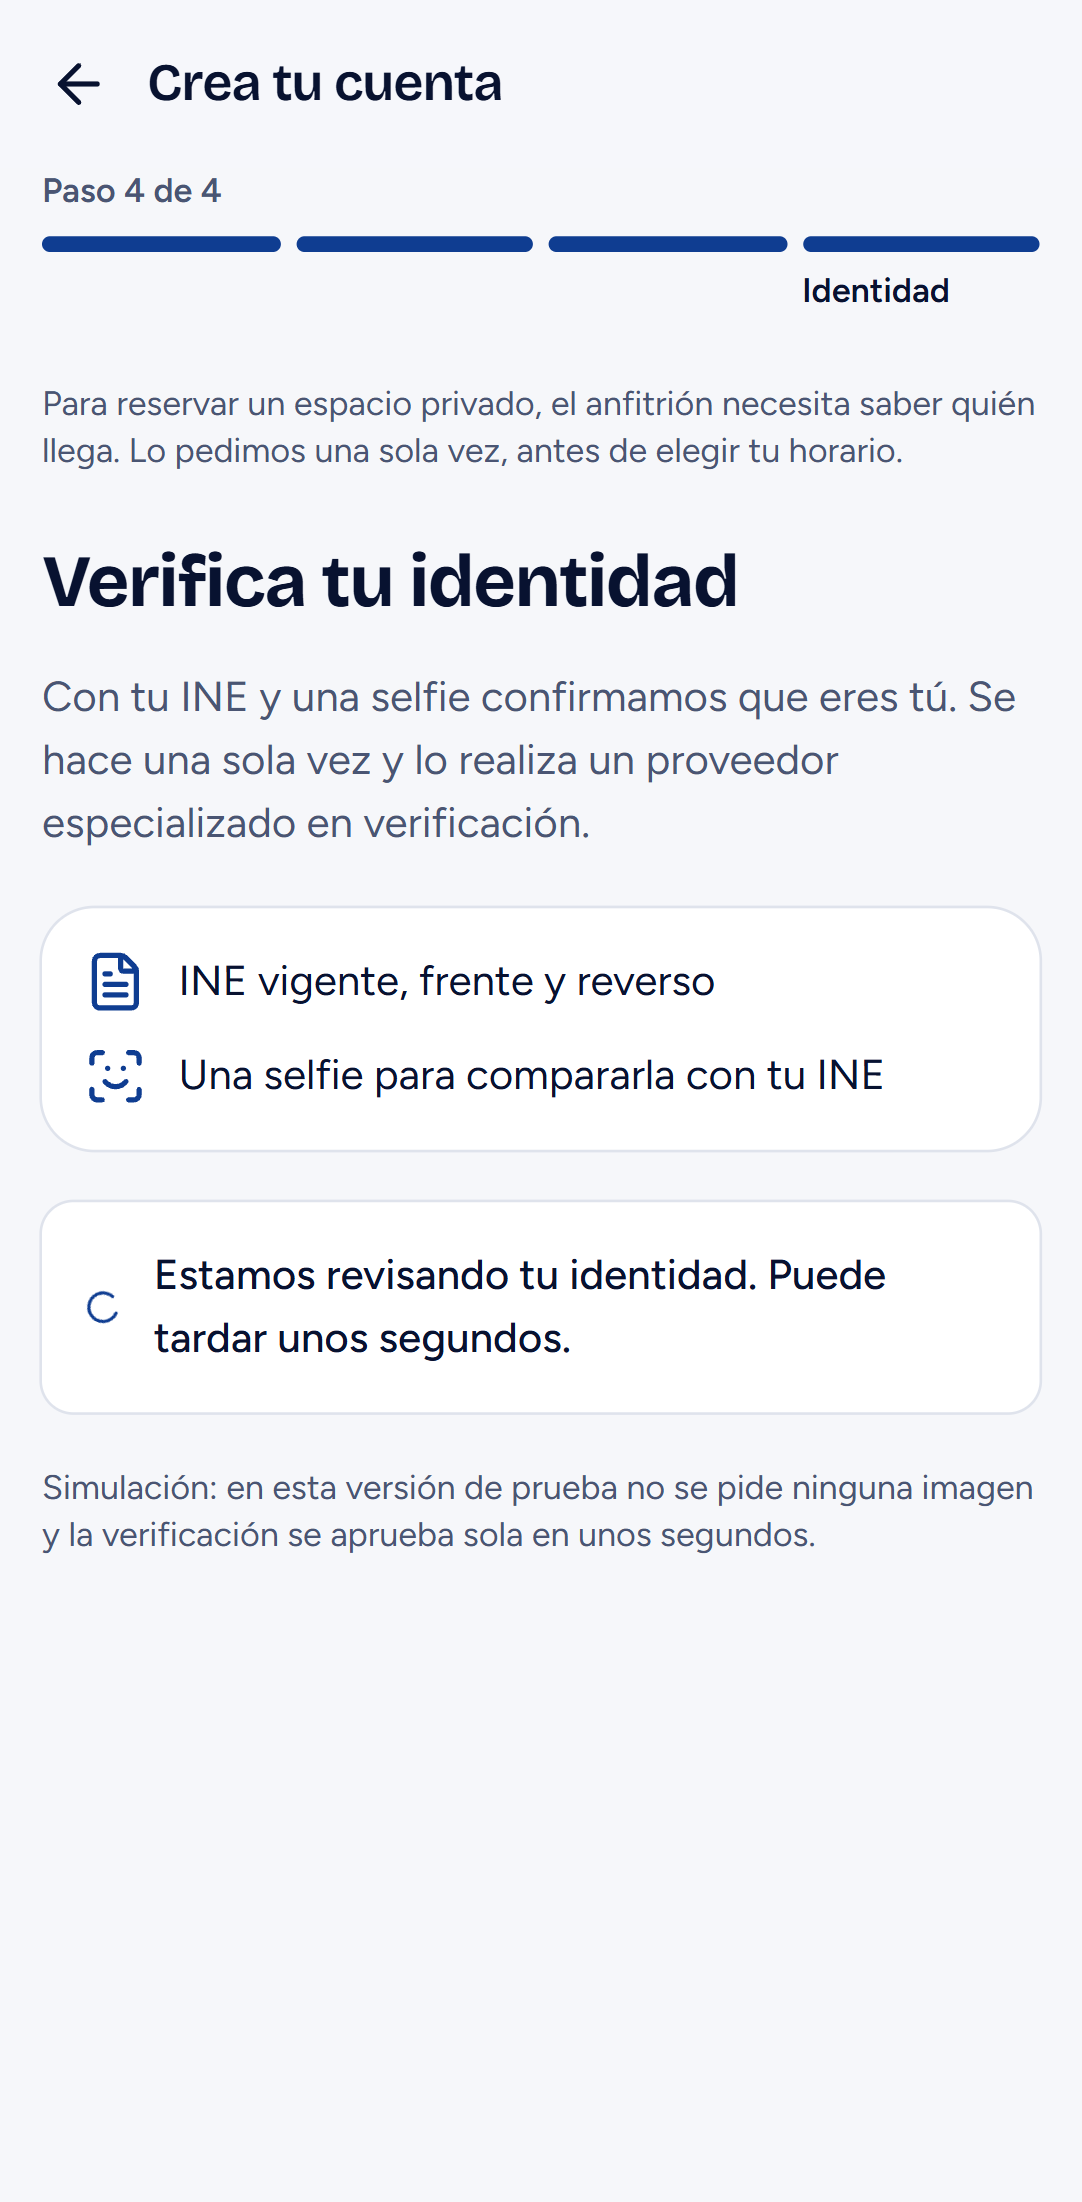 Crea tu cuenta
Paso 4 de 4
Identidad
Para reservar un espacio privado, el anfitrión necesita saber quién
llega. Lo pedimos una sola vez, antes de elegir tu horario.
Verifica tu identidad
Con tu INE y una selfie confirmamos que eres tú. Se
hace una sola vez y lo realiza un proveedor
especializado en verificación.
INE vigente, frente y reverso
Una selfie para compararla con tu INE
Estamos revisando tu identidad. Puede
tardar unos segundos.
Simulación: en esta versión de prueba no se pide ninguna imagen
y la verificación se aprueba sola en unos segundos.